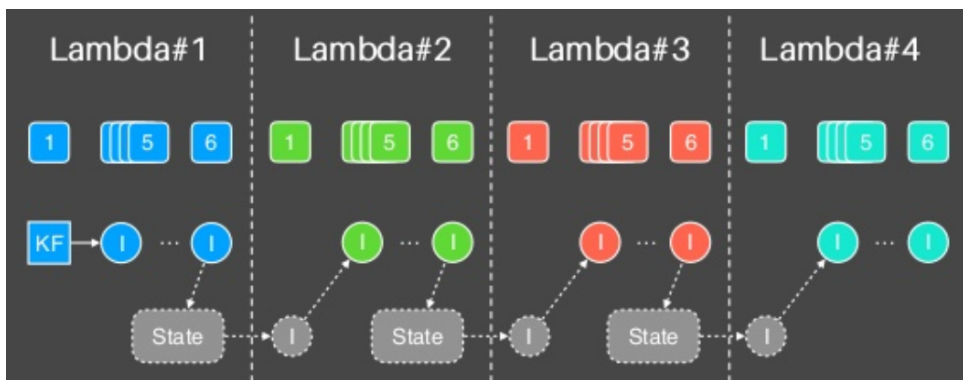 Lambda#1 Lambda#2 Lambda#3 Lambda#4
1 5 6 1 5 6 1 5 6 1 5 6
KF I ... I I ... I I ... I I ... I
State I State I State I